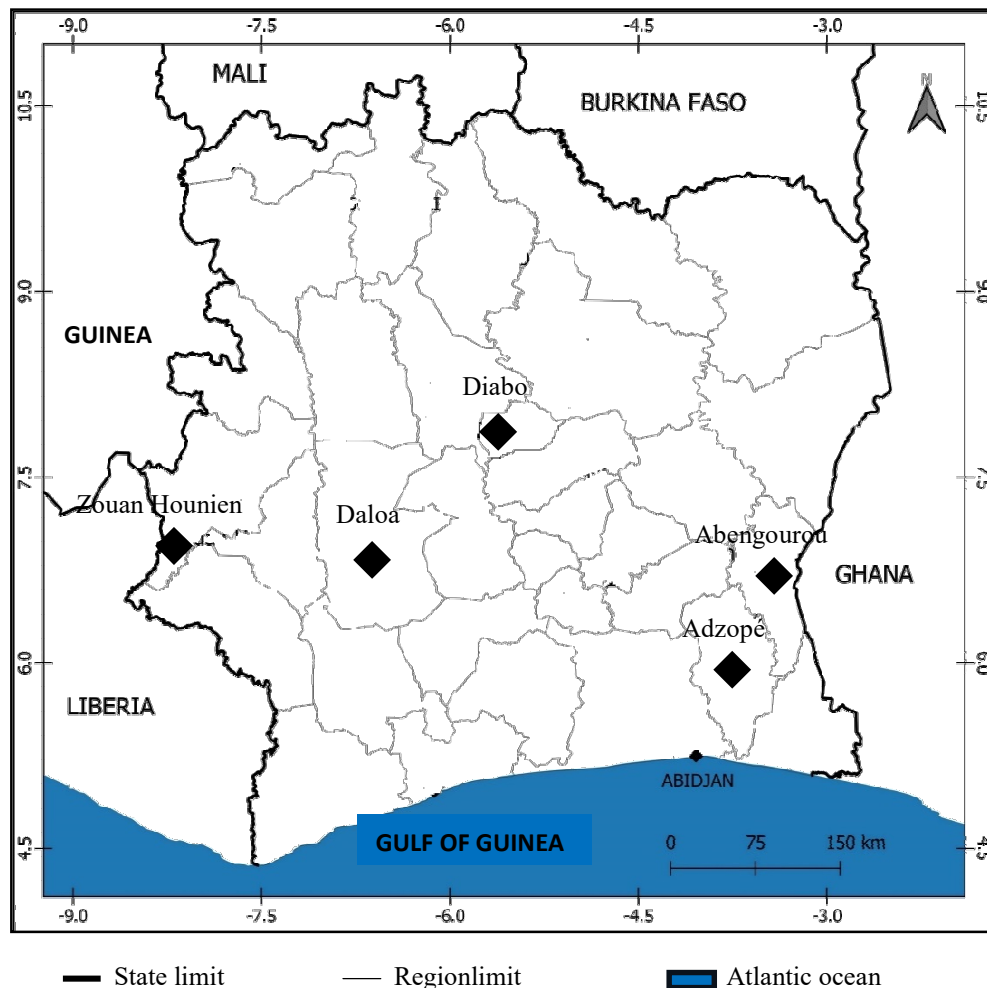 -9.0 -7.5 -6.0 -4.5 -3.0
MALI
BURKINA FASO
N
10.5
9.0 9.0
GUINEA
Diabo
7.5
Zouan Hounien
Daloa
Abengourou
GHANA
Adzopé
6.0
LIBERIA
ABIDJAN
GULF OF GUINEA
0 75 150 km
4.5
-9.0 -7.5 -6.0 -4.5 -3.0
State limit Regionlimit Atlantic ocean